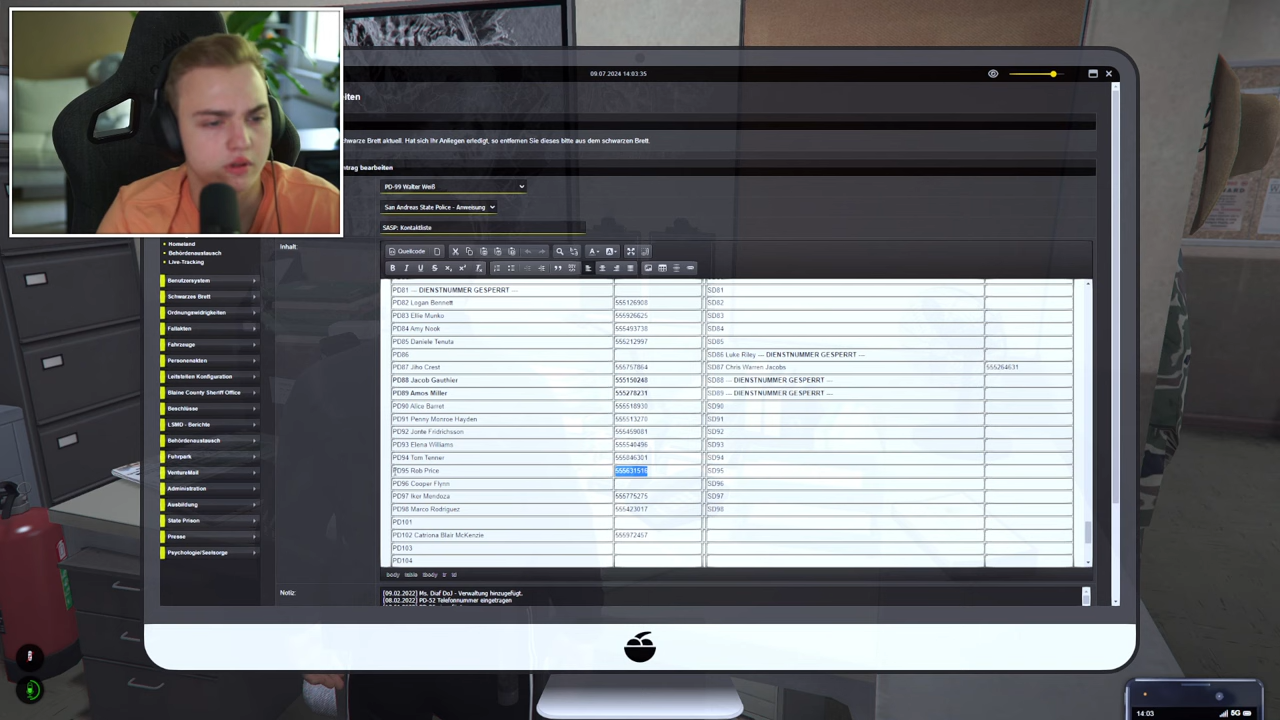 09.07.2024 14:03:35
iten
chwarze Brett aktuell. Hat sich Ihr Anliegen erledigt, so entfernen Sie dieses bitte aus dem schwarzen Brett.
ntrag bearbeiten
PD-99 Walter Weiß
San Andreas State Police - Anweisung
SASP: Kontaktliste
Homeland
Behördenaustausch
Live-Tracking
Benutzersystem
Schwarzes Brett
Ordnungswidrigkeiten
Fallakten
Fahrzeuge
Personenakten
Leitstellen Konfiguration
Blaine County Sheriff Office
Beschlüsse
LSMD - Berichte
Behördenaustausch
Fuhrpark
VentureMail
Administration
Ausbildung
State Prison
Presse
Psychologie/Seelsorge
Inhalt
Quellcode
PD81 --- DIENSTNUMMER GESPERRT --- SD81
PD82 Logan Bennett 555126908 SD82
PD83 Ellie Munko 555926625 SD83
PD84 Amy Nook 555493738 SD84
PD85 Daniele Tenuta 555212997 SD85
PD86 SD86 Luke Riley --- DIENSTNUMMER GESPERRT ---
PD87 Jiho Crest 555757864 SD87 Chris Warren Jacobs 555264631
PD88 Jacob Gauthier 555150248 SD88 --- DIENSTNUMMER GESPERRT ---
PD89 Amos Miller 555278231 SD89 --- DIENSTNUMMER GESPERRT ---
PD90 Alice Barret 555518930 SD90
PD91 Penny Monroe Hayden 555513270 SD91
PD92 Jonte Fridrichsson 555459081 SD92
PD93 Elena Williams 555540496 SD93
PD94 Tom Tenner 555846301 SD94
PD95 Rob Price 555631516 SD95
PD96 Cooper Flynn SD96
PD97 Iker Mendoza 555775275 SD97
PD98 Marco Rodriguez 555423017 SD98
PD101
PD102 Catriona Blair McKenzie 555972457
PD103
PD104
body table tbody tr td
Notiz:
[09.02.2022] Ms. Diaf DoJ - Verwaltung hinzugefügt.
[08.02.2022] PD-52 Telefonnummer eingetragen
14:03
5G